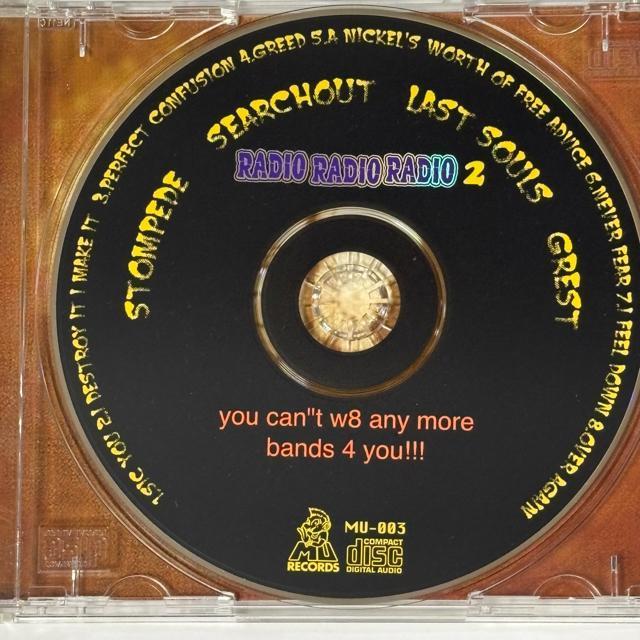 1.SIC YOU 2.I DESTROY IT I MAKE IT 3.PERFECT CONFUSION 4.GREED 5.A NICKEL'S WORTH OF FREE ADVICE 6.NEVER FEAR 7.I FEEL DOWN 8.OVER AGAIN
STOMPEDE SEARCHOUT LAST SOULS GREST
RADIO RADIO RADIO 2
you can"t w8 any more
bands 4 you!!!
MU
RECORDS
MU-003
COMPACT
disc
DIGITAL AUDIO